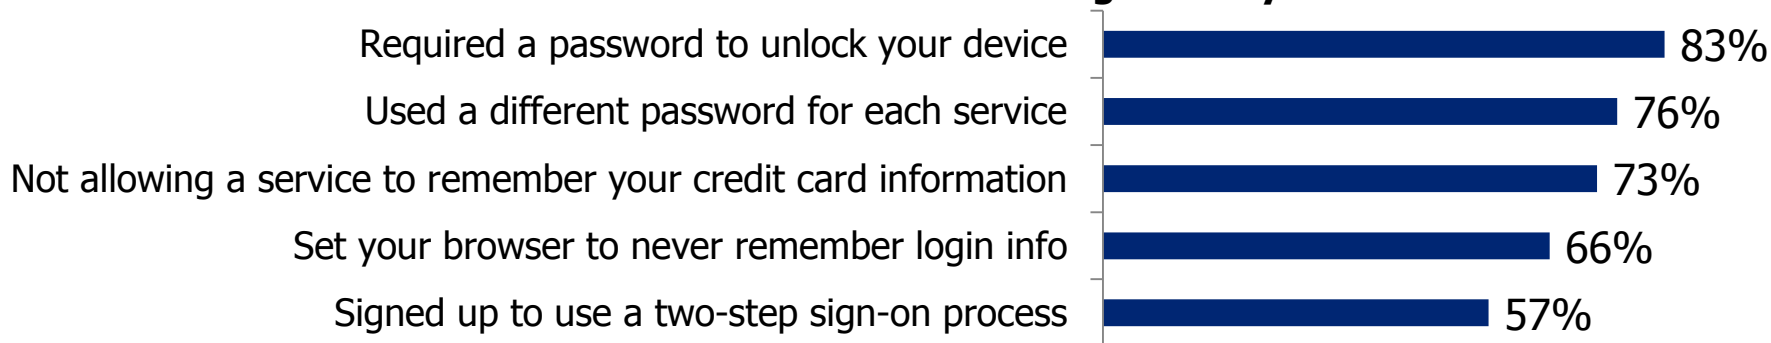 Required a password to unlock your device 83%
Used a different password for each service 76%
Not allowing a service to remember your credit card information 73%
Set your browser to never remember login info 66%
Signed up to use a two-step sign-on process 57%